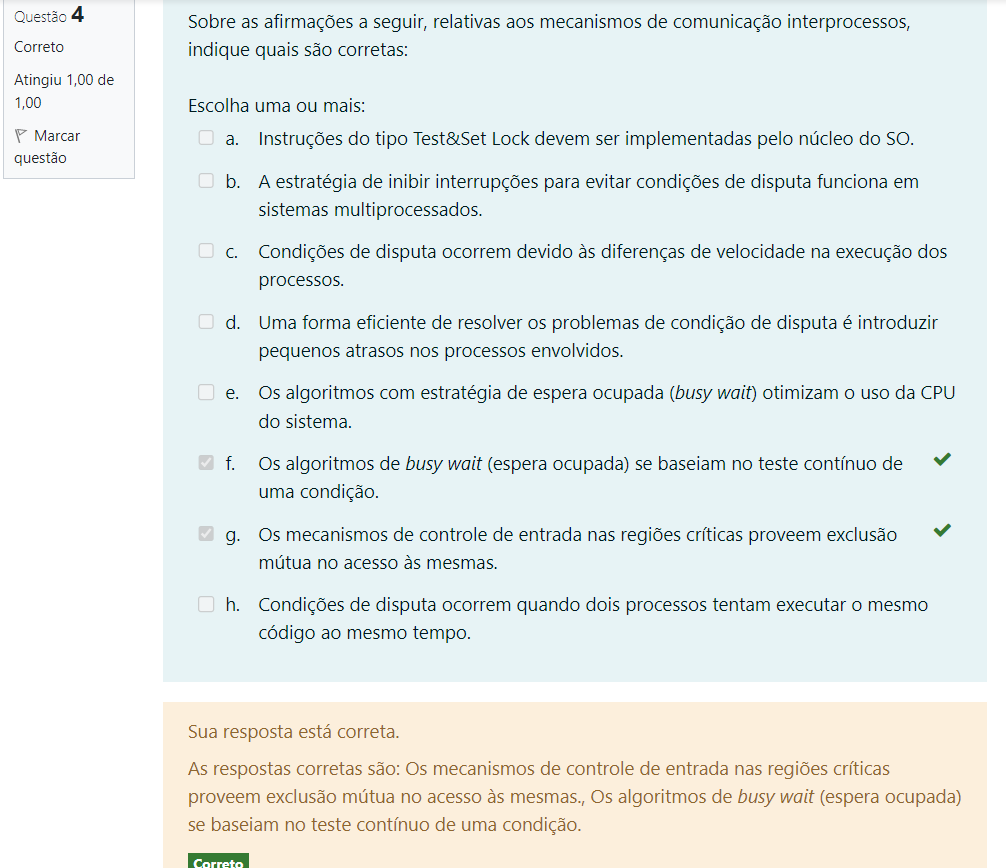 Questão 4
Correto
Atingiu 1,00 de
1,00
Marcar
questão
Sobre as afirmações a seguir, relativas aos mecanismos de comunicação interprocessos,
indique quais são corretas:
Escolha uma ou mais:
a. Instruções do tipo Test&Set Lock devem ser implementadas pelo núcleo do SO.
b. A estratégia de inibir interrupções para evitar condições de disputa funciona em
sistemas multiprocessados.
c. Condições de disputa ocorrem devido às diferenças de velocidade na execução dos
processos.
d. Uma forma eficiente de resolver os problemas de condição de disputa é introduzir
pequenos atrasos nos processos envolvidos.
e. Os algoritmos com estratégia de espera ocupada (busy wait) otimizam o uso da CPU
do sistema.
f. Os algoritmos de busy wait (espera ocupada) se baseiam no teste contínuo de
uma condição.
g. Os mecanismos de controle de entrada nas regiões críticas proveem exclusão
mútua no acesso às mesmas.
h. Condições de disputa ocorrem quando dois processos tentam executar o mesmo
código ao mesmo tempo.
Sua resposta está correta.
As respostas corretas são: Os mecanismos de controle de entrada nas regiões críticas
proveem exclusão mútua no acesso às mesmas., Os algoritmos de busy wait (espera ocupada)
se baseiam no teste contínuo de uma condição.
Correto